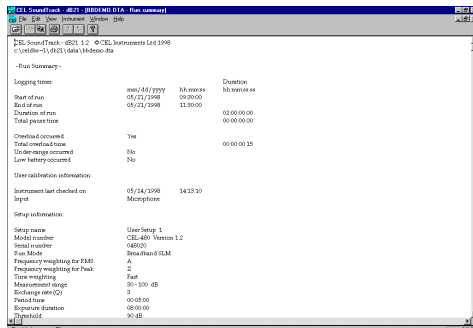 CEL SoundTrack - dB21 - [BBDEMO.DTA - Run summary]
File Edit View Instrument Window Help
CEL SoundTrack - dB21 1.2 ©CEL Instruments Ltd 1998
c:\celdbs~1\db21\data\bbdemo.dta
- Run Summary -
Logging times: Duration
mm/dd/yyyy hh:mm:ss hh:mm:ss.ss
Start of run 05/21/1998 09:30:00
End of run 05/21/1998 11:30:00
Duration of run 02:00:00.00
Total pause time 00:00:00.00
Overload occurred Yes
Total overload time 00:00:00.15
Under-range occurred No
Low battery occurred No
User calibration information:
Instrument last checked on 05/14/1998 14:13:10
Input Microphone
Setup information:
Setup name User Setup 1
Model number CEL-480 Version 1.2
Serial number 048020
Run Mode Broadband SLM
Frequency weighting for RMS A
Frequency weighting for Peak Z
Time weighting Fast
Measurement range 30 - 100 dB
Exchange rate (Q) 3
Period time 00:05:00
Exposure duration 08:00:00
Threshold 90 dB